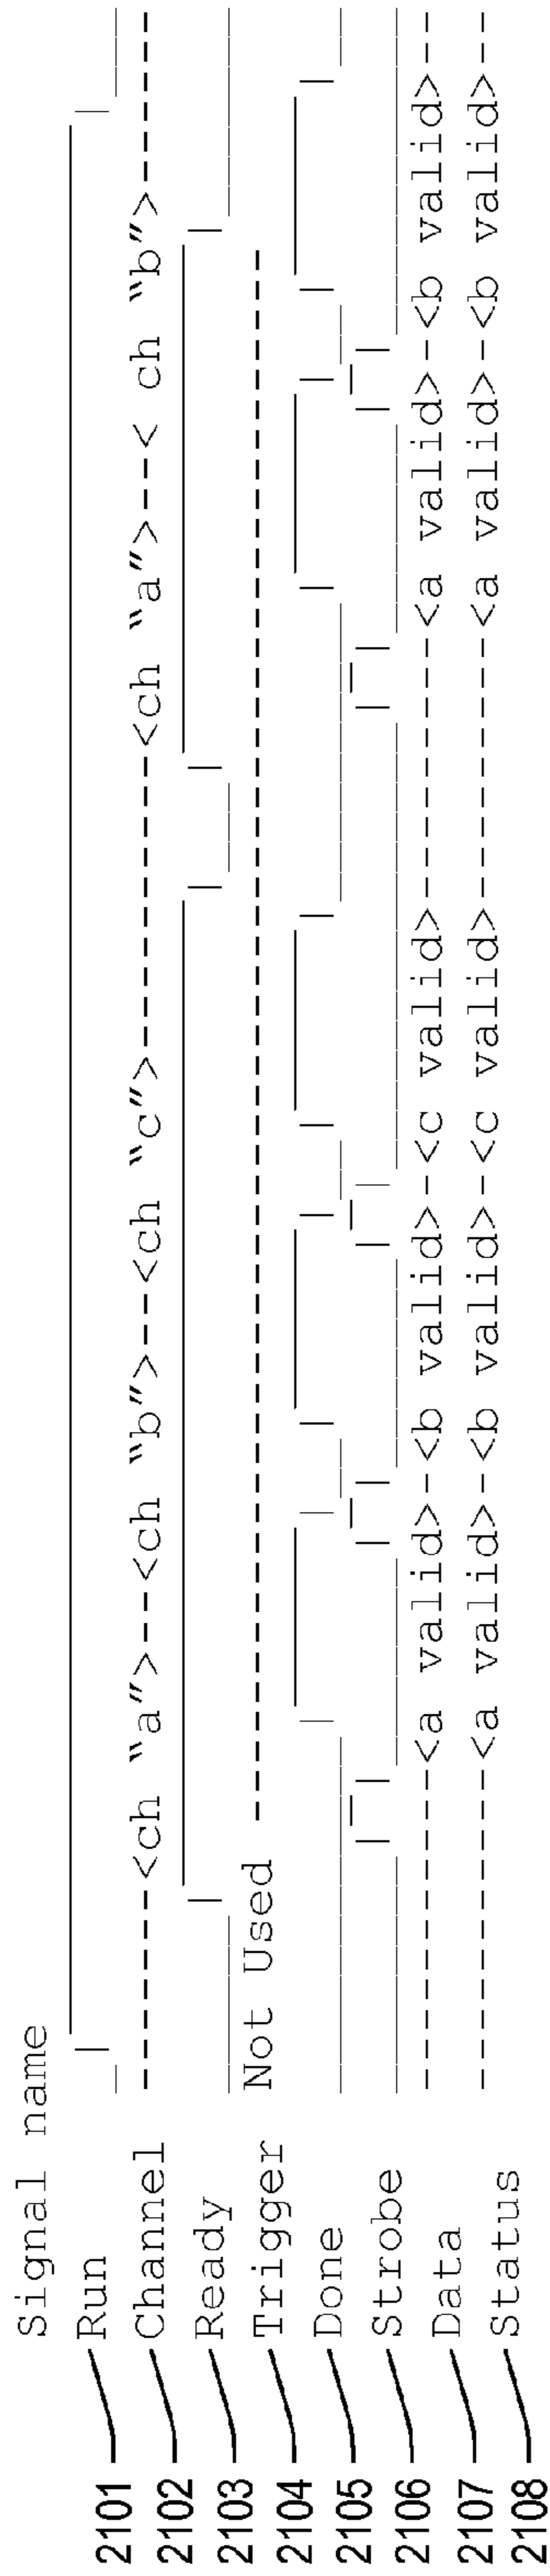 Signal name
2101 Run
2102 Channel -----<ch “a”>--<ch “b”>--<ch “c”>----------<ch “a”>--< ch “b”>-----
2103 Ready
2104 Trigger Not Used
2105 Done
2106 Strobe
2107 Data ----------<a valid>-<b valid>-<c valid>---------<a valid>-<b valid>--
2108 Status ----------<a valid>-<b valid>-<c valid>---------<a valid>-<b valid>--